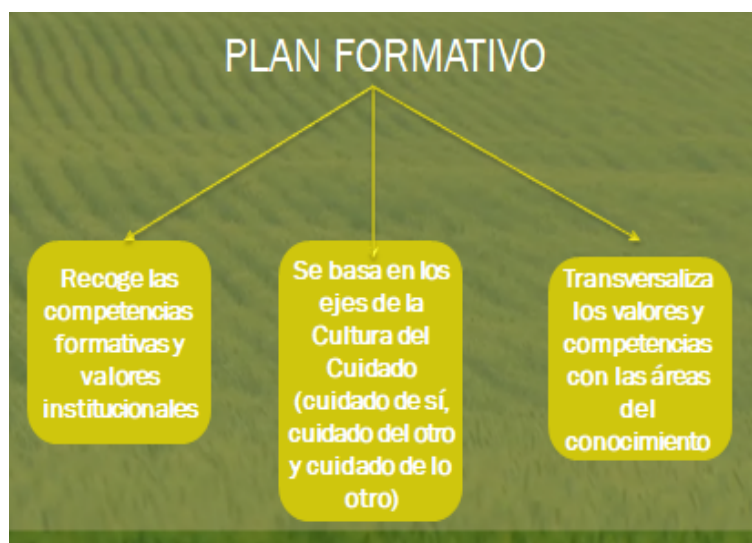 PLAN FORMATIVO
Recoge las
competencias
formativas y
valores
institucionales
Se basa en los
ejes de la
Cultura del
Cuidado
(cuidado de sí,
cuidado del otro
y cuidado de lo
otro)
Transversaliza
los valores y
competencias
con las áreas
del
conocimiento